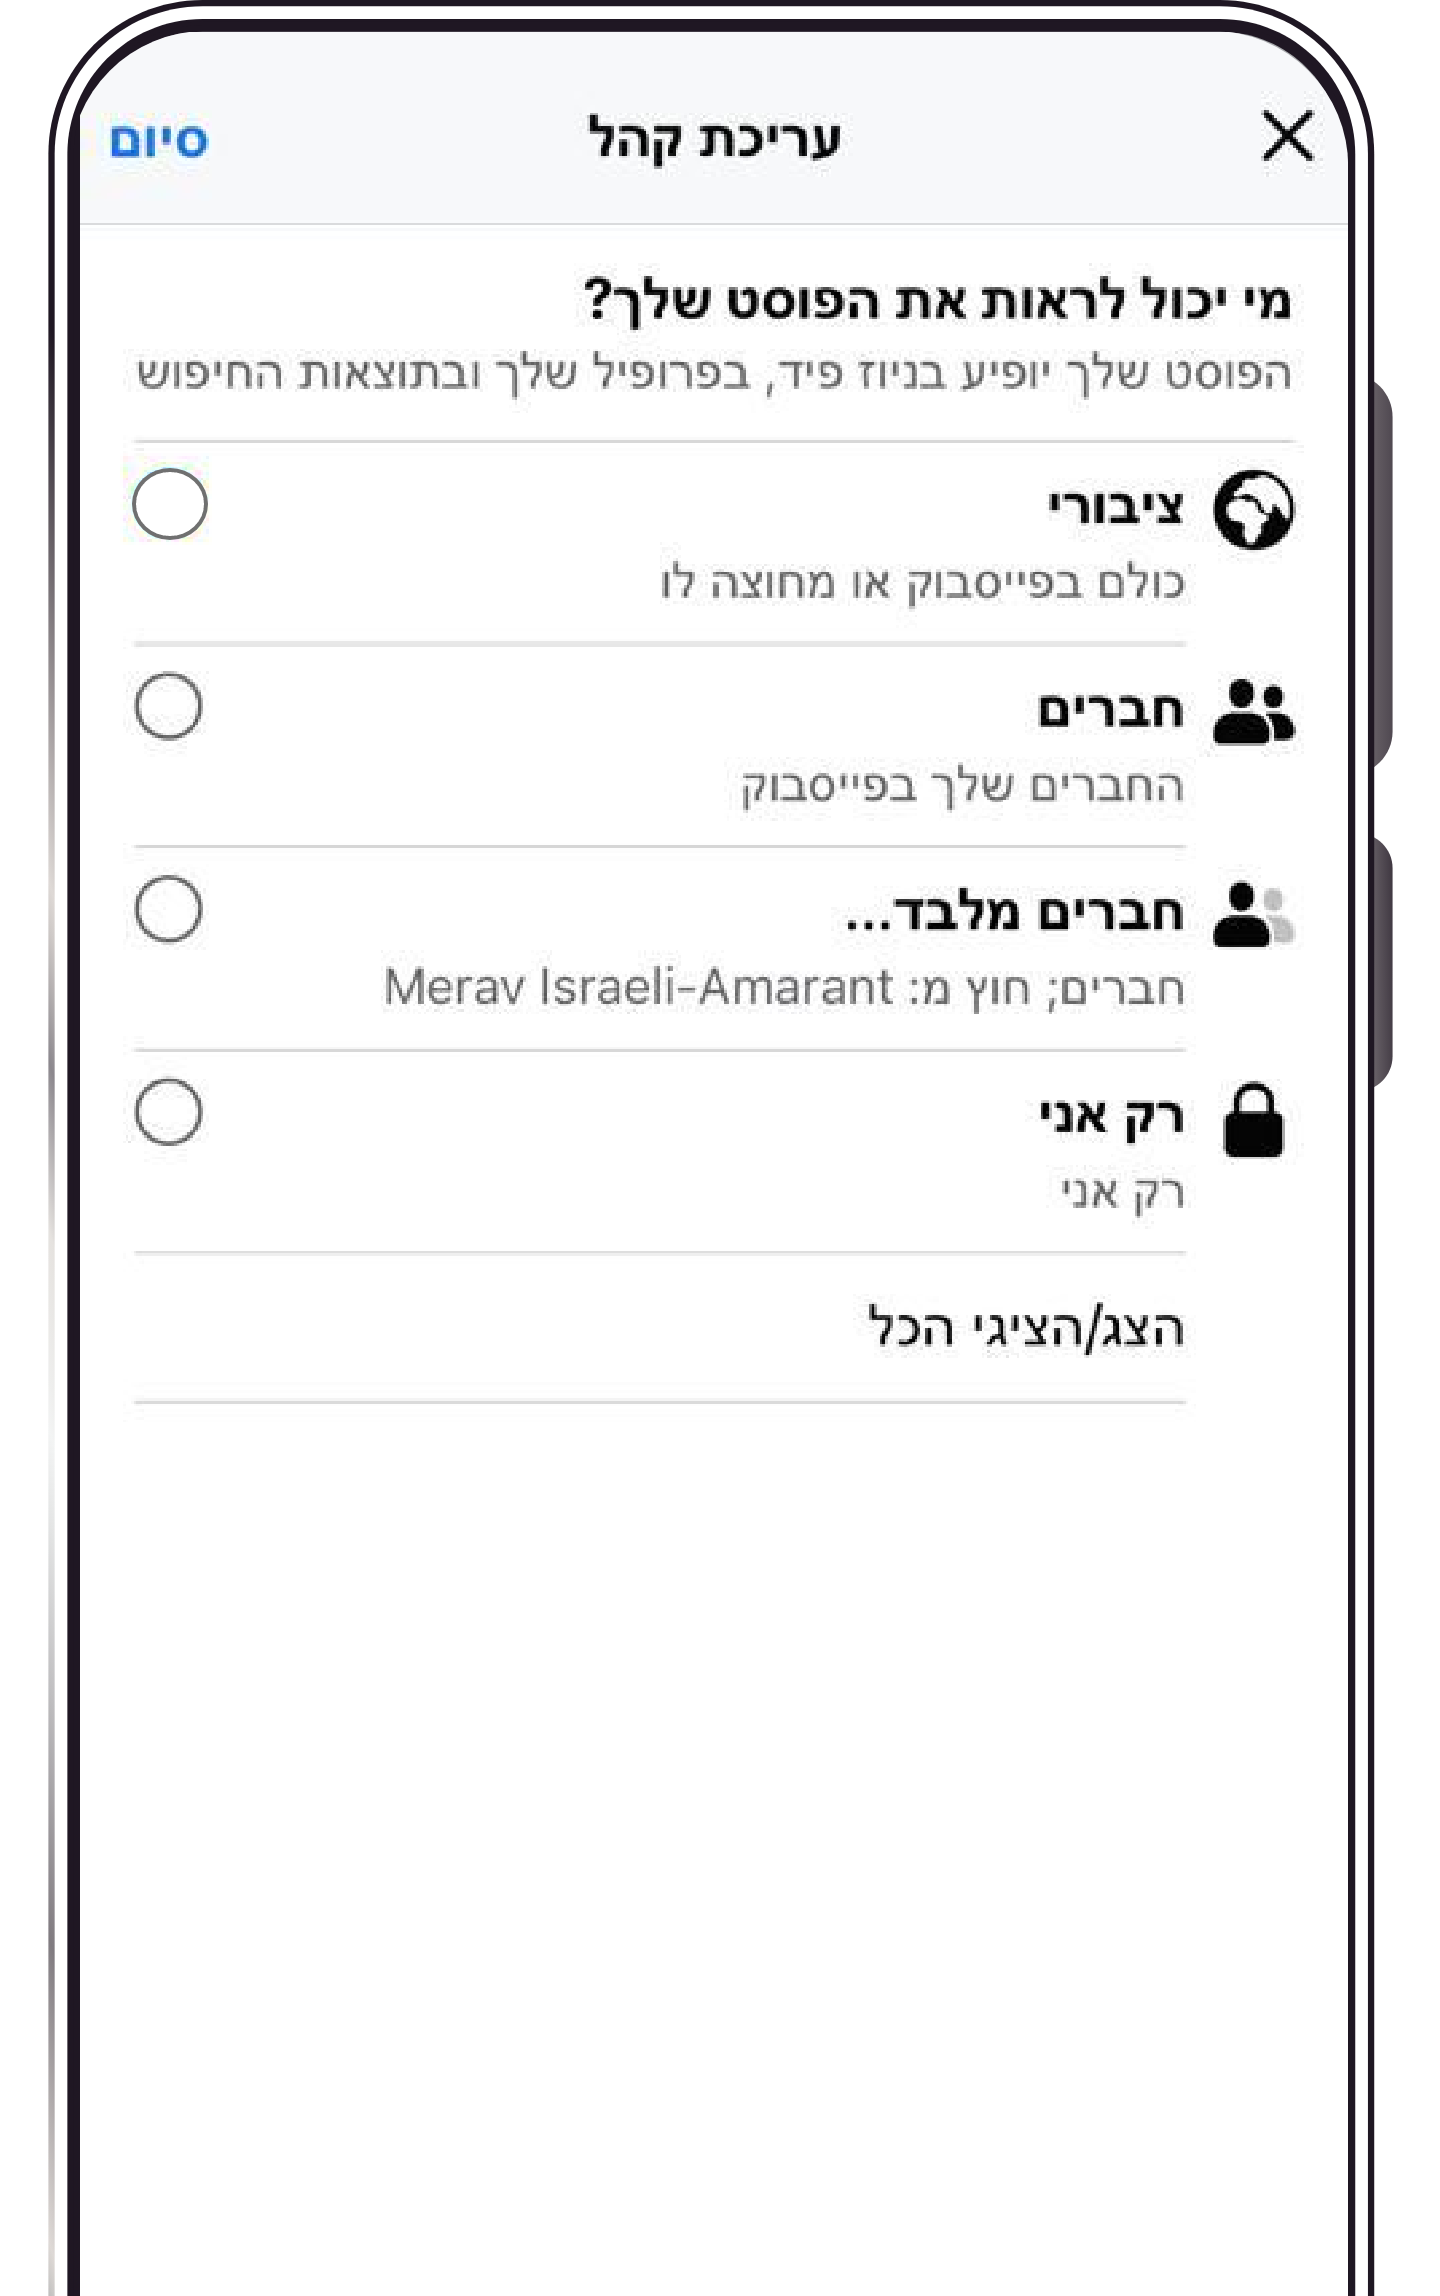 עריכת קהל
סיום
מי יכול לראות את הפוסט שלך?
הפוסט שלך יופיע בניוז פיד, בפרופיל שלך ובתוצאות החיפוש
ציבורי
כולם בפייסבוק או מחוצה לו
חברים
החברים שלך בפייסבוק
חברים מלבד...
חברים; חוץ מ: Merav Israeli-Amarant
רק אני
רק אני
הצג/הציגי הכל